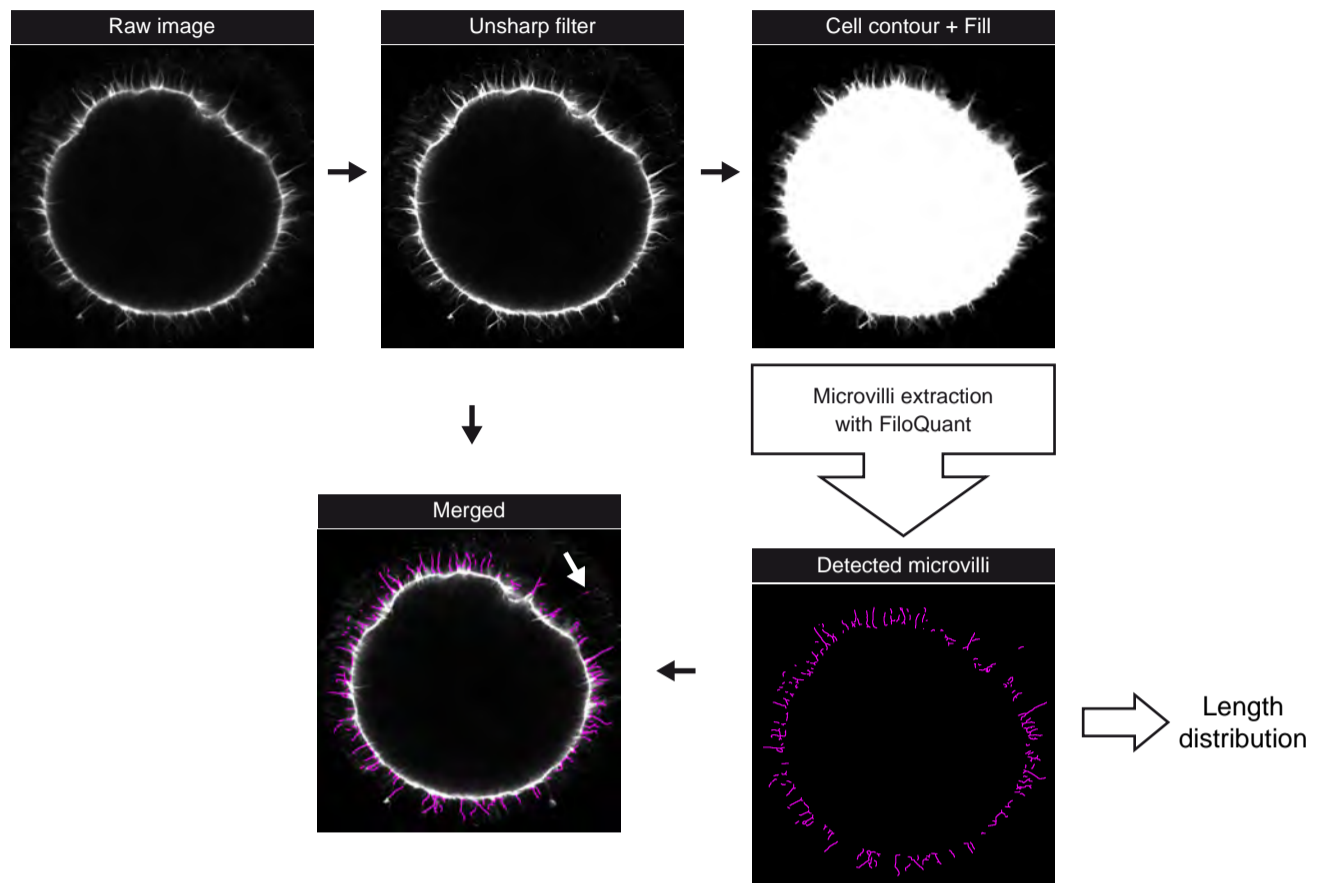 Raw image
Unsharp filter
Cell contour + Fill
Microvilli extraction
with FiloQuant
Merged
Detected microvilli
Length
distribution